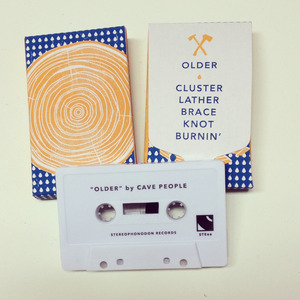 OLDER
CLUSTER
LATHER
BRACE
KNOT
BURNIN'
"OLDER" by CAVE PEOPLE
STEREOPHONODON RECORDS